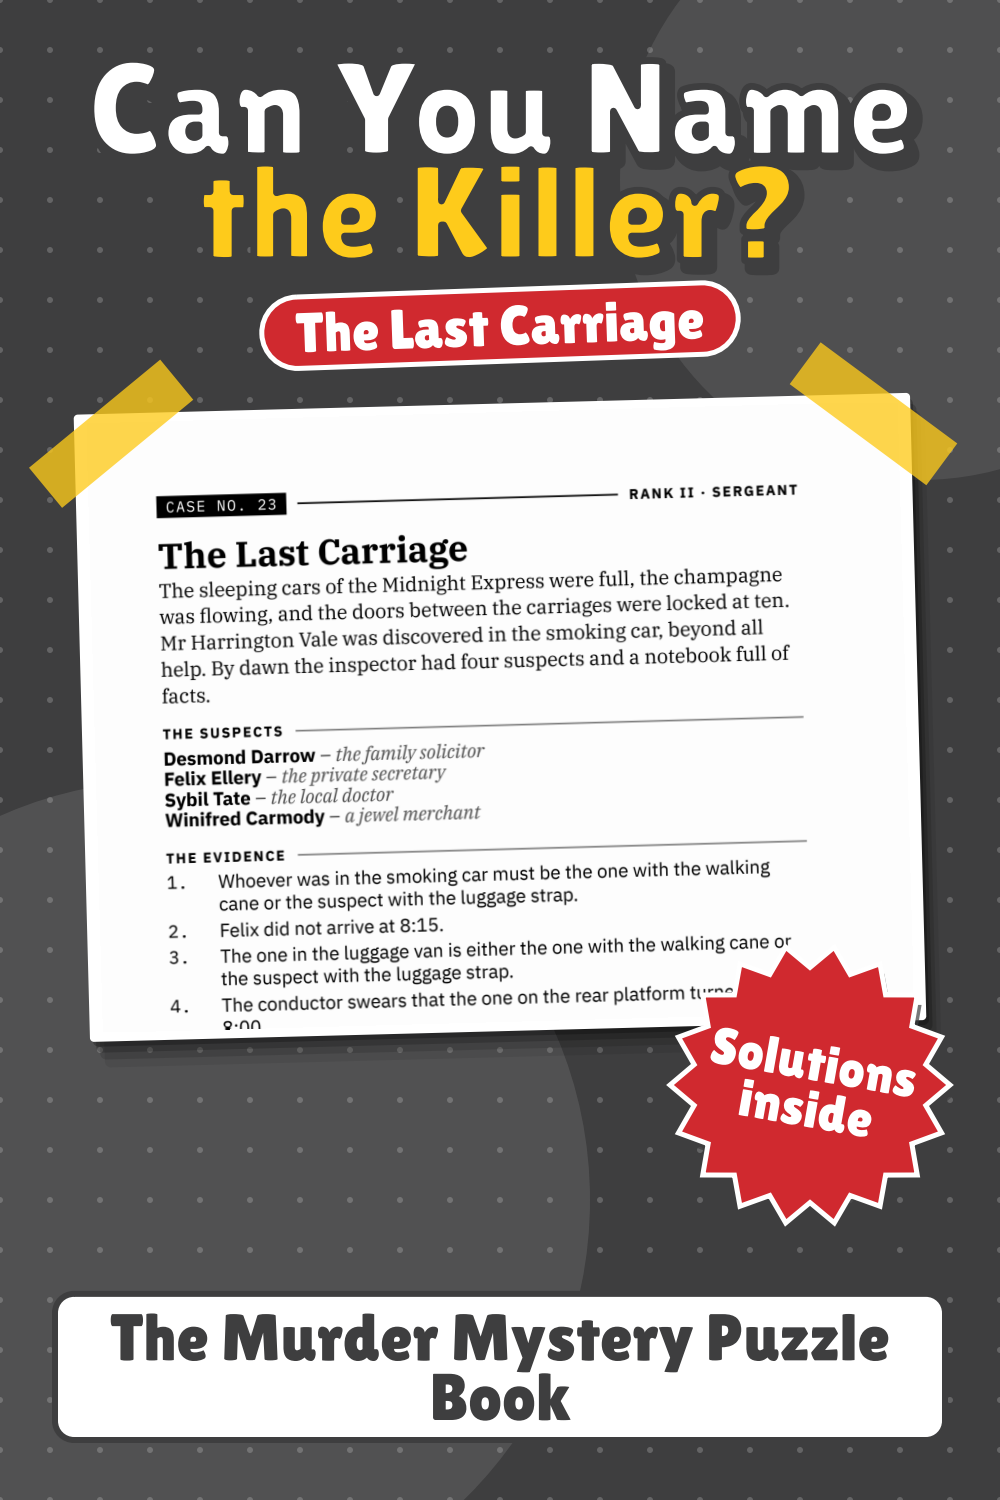 Can You Name
the Killer?
The Last Carriage
CASE NO. 23
RANK II · SERGEANT
The Last Carriage
The sleeping cars of the Midnight Express were full, the champagne
was flowing, and the doors between the carriages were locked at ten.
Mr Harrington Vale was discovered in the smoking car, beyond all
help. By dawn the inspector had four suspects and a notebook full of
facts.
THE SUSPECTS
Desmond Darrow – the family solicitor
Felix Ellery – the private secretary
Sybil Tate – the local doctor
Winifred Carmody – a jewel merchant
THE EVIDENCE
1. Whoever was in the smoking car must be the one with the walking
cane or the suspect with the luggage strap.
2. Felix did not arrive at 8:15.
3. The one in the luggage van is either the one with the walking cane or
the suspect with the luggage strap.
4. The conductor swears that the one on the rear platform
8:00
Solutions
inside
The Murder Mystery Puzzle
Book